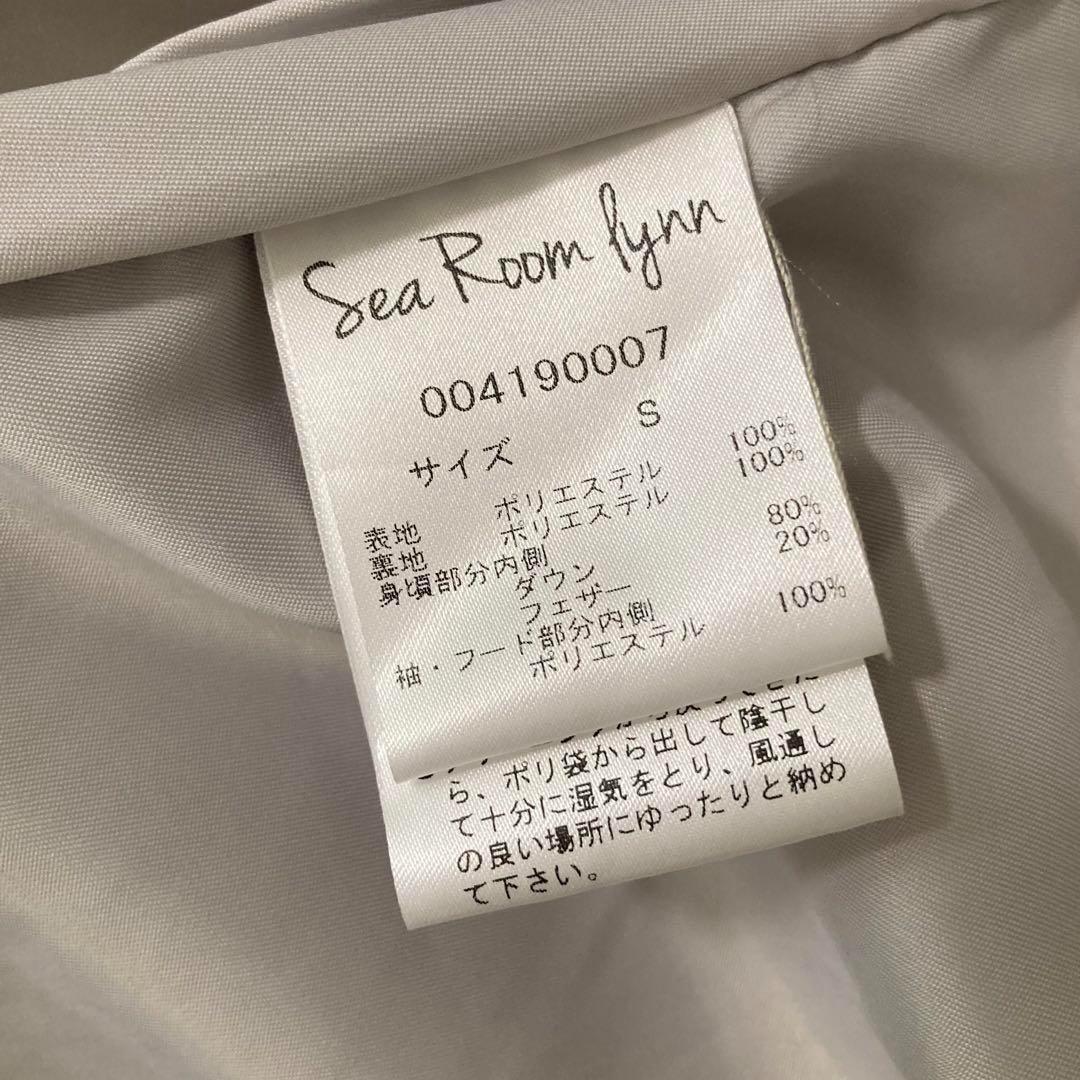 Sea Room lynn
004190007
サイズ S
表地 ポリエステル 100%
裏地 ポリエステル 100%
身頃部分内側
ダウン 80%
フェザー 20%
袖・フード部分内側
ポリエステル 100%
ら、ポリ袋から出して陰干し
て十分に湿気をとり、風通し
の良い場所にゆったりと納め
て下さい。